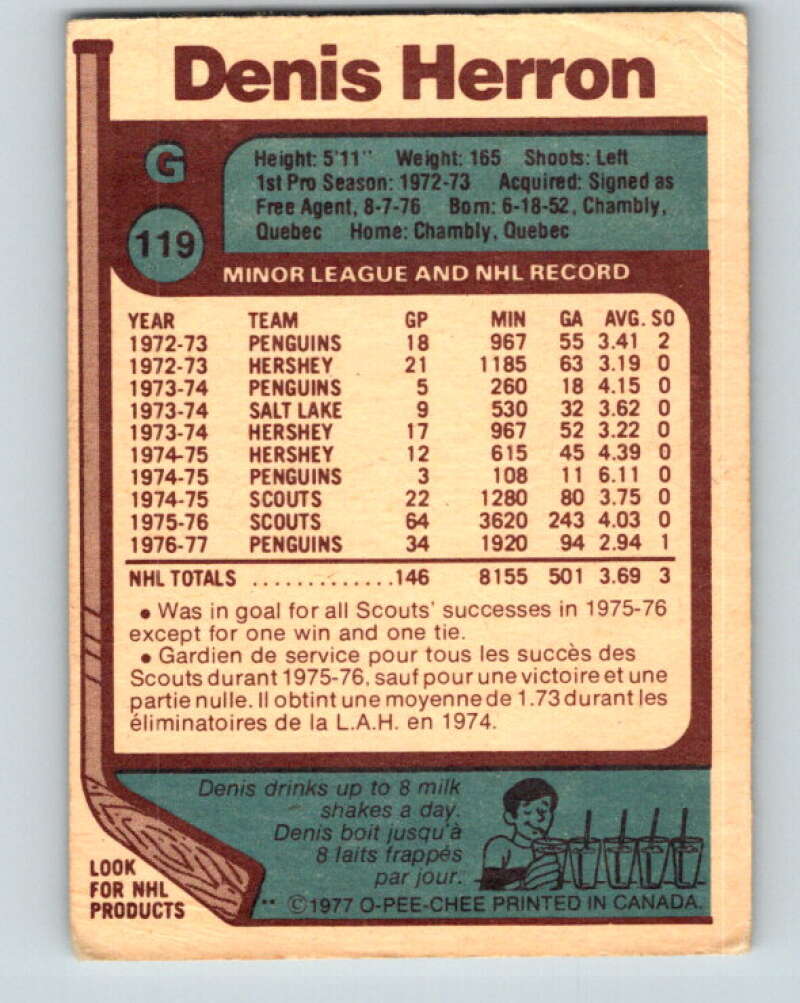 Denis Herron
G
119
Height: 5'11" Weight: 165 Shoots: Left
1st Pro Season: 1972-73 Acquired: Signed as
Free Agent, 8-7-76 Born: 6-18-52, Chambly,
Quebec Home: Chambly, Quebec
MINOR LEAGUE AND NHL RECORD
YEAR TEAM GP MIN GA AVG. SO
1972-73 PENGUINS 18 967 55 3.41 2
1972-73 HERSHEY 21 1185 63 3.19 0
1973-74 PENGUINS 5 260 18 4.15 0
1973-74 SALT LAKE 9 530 32 3.62 0
1973-74 HERSHEY 17 967 52 3.22 0
1974-75 HERSHEY 12 615 45 4.39 0
1974-75 PENGUINS 3 108 11 6.11 0
1974-75 SCOUTS 22 1280 80 3.75 0
1975-76 SCOUTS 64 3620 243 4.03 0
1976-77 PENGUINS 34 1920 94 2.94 1
NHL TOTALS .............146 8155 501 3.69 3
• Was in goal for all Scouts' successes in 1975-76
except for one win and one tie.
• Gardien de service pour tous les succès des
Scouts durant 1975-76, sauf pour une victoire et une
partie nulle. Il obtint une moyenne de 1.73 durant les
éliminatoires de la L.A.H. en 1974.
Denis drinks up to 8 milk
shakes a day.
Denis boit jusqu'à
8 laits frappés
par jour.
LOOK
FOR NHL
PRODUCTS
** ©1977 O-PEE-CHEE PRINTED IN CANADA.